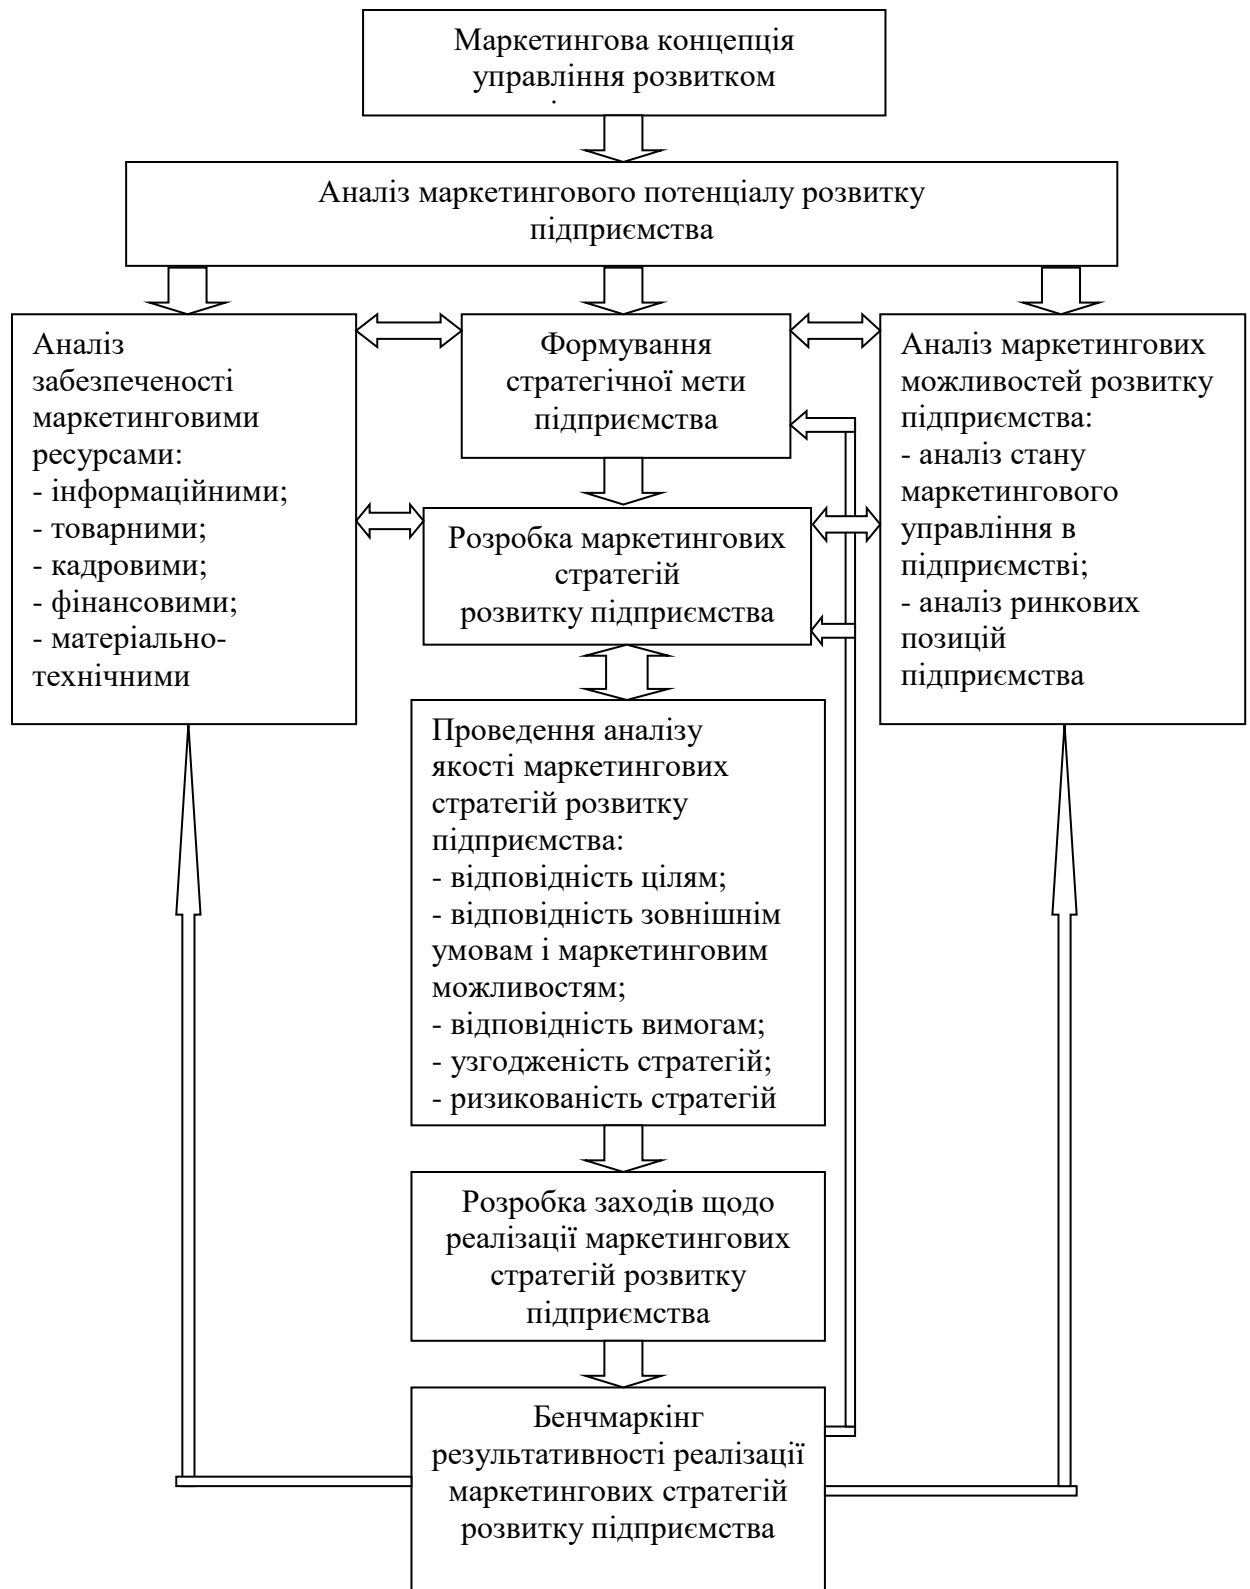 Маркетингова концепція
управління розвитком
Аналіз маркетингового потенціалу розвитку
підприємства
Аналіз
забезпеченості
маркетинговими
ресурсами:
- інформаційними;
- товарними;
- кадровими;
- фінансовими;
- матеріально-
технічними
Формування
стратегічної мети
підприємства
Аналіз маркетингових
можливостей розвитку
підприємства:
- аналіз стану
маркетингового
управління в
підприємстві;
- аналіз ринкових
позицій
підприємства
Розробка маркетингових
стратегій
розвитку підприємства
Проведення аналізу
якості маркетингових
стратегій розвитку
підприємства:
- відповідність цілям;
- відповідність зовнішнім
умовам і маркетинговим
можливостям;
- відповідність вимогам;
- узгодженість стратегій;
- ризикованість стратегій
Розробка заходів щодо
реалізації маркетингових
стратегій розвитку
підприємства
Бенчмаркінг
результативності реалізації
маркетингових стратегій
розвитку підприємства